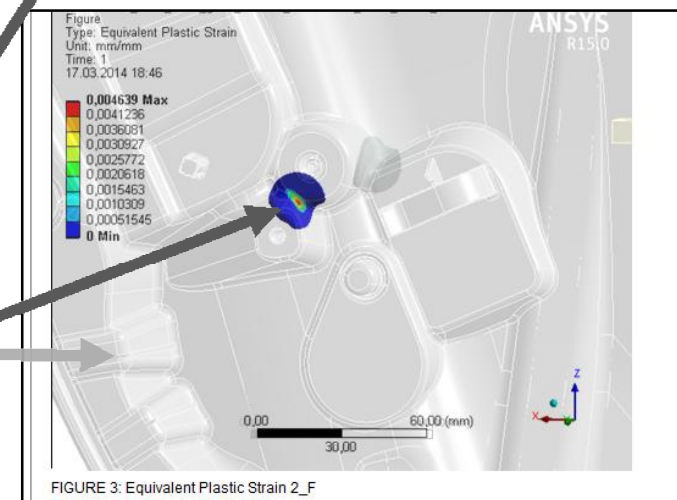 Figure
Type: Equivalent Plastic Strain
Unit: mm/mm
Time: 1
17.03.2014 18:46
ANSYS
R15.0
0,004639 Max
0,0041236
0,0036081
0,0030927
0,0025772
0,0020618
0,0015463
0,0010309
0,00051545
0 Min
Z
X
0,00
60,00 (mm)
30,00
FIGURE 3: Equivalent Plastic Strain 2_F